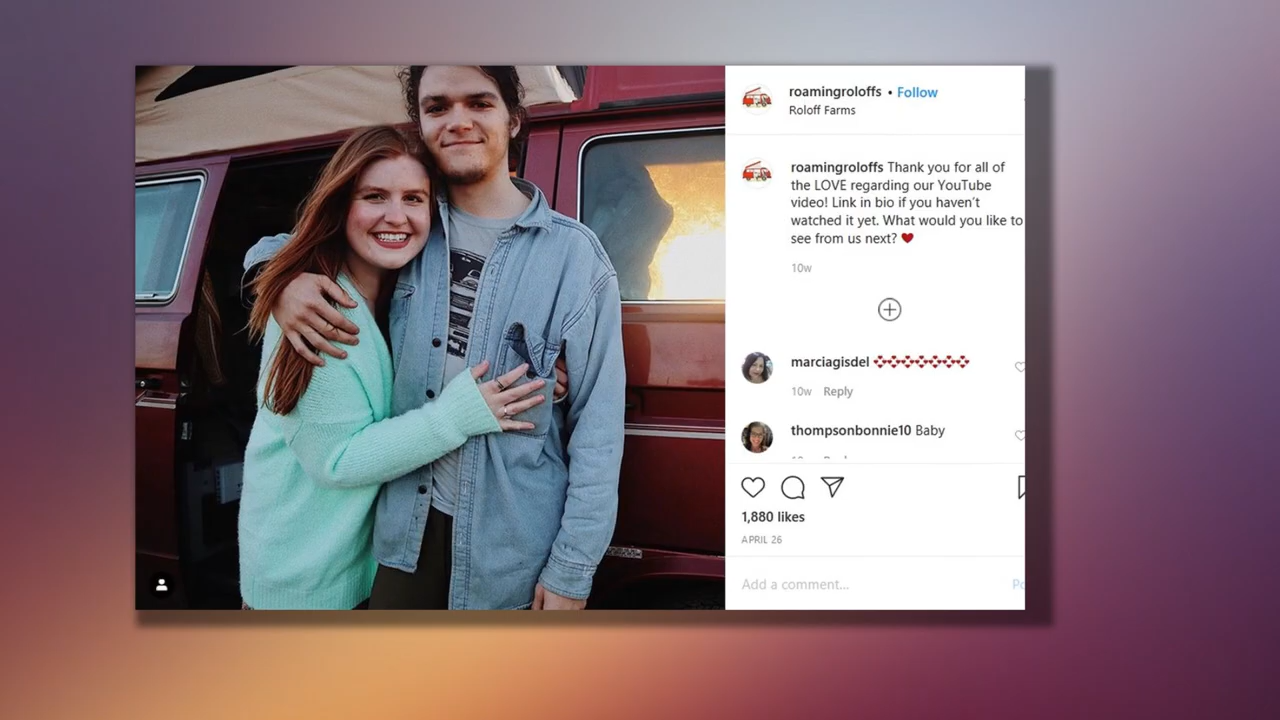 roamingroloffs • Follow
Roloff Farms
roamingroloffs Thank you for all of
the LOVE regarding our YouTube
video! Link in bio if you haven't
watched it yet. What would you like to
see from us next? ❤
10w
marciagisdel
10w Reply
thompsonbonnie10 Baby
1,880 likes
APRIL 26
Add a comment...